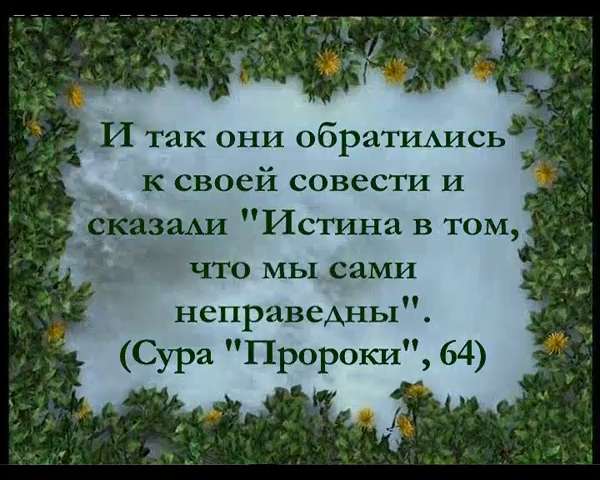 И так они обратились
к своей совести и
сказали "Истина в том,
что мы сами
неправедны".
(Сура "Пророки", 64)